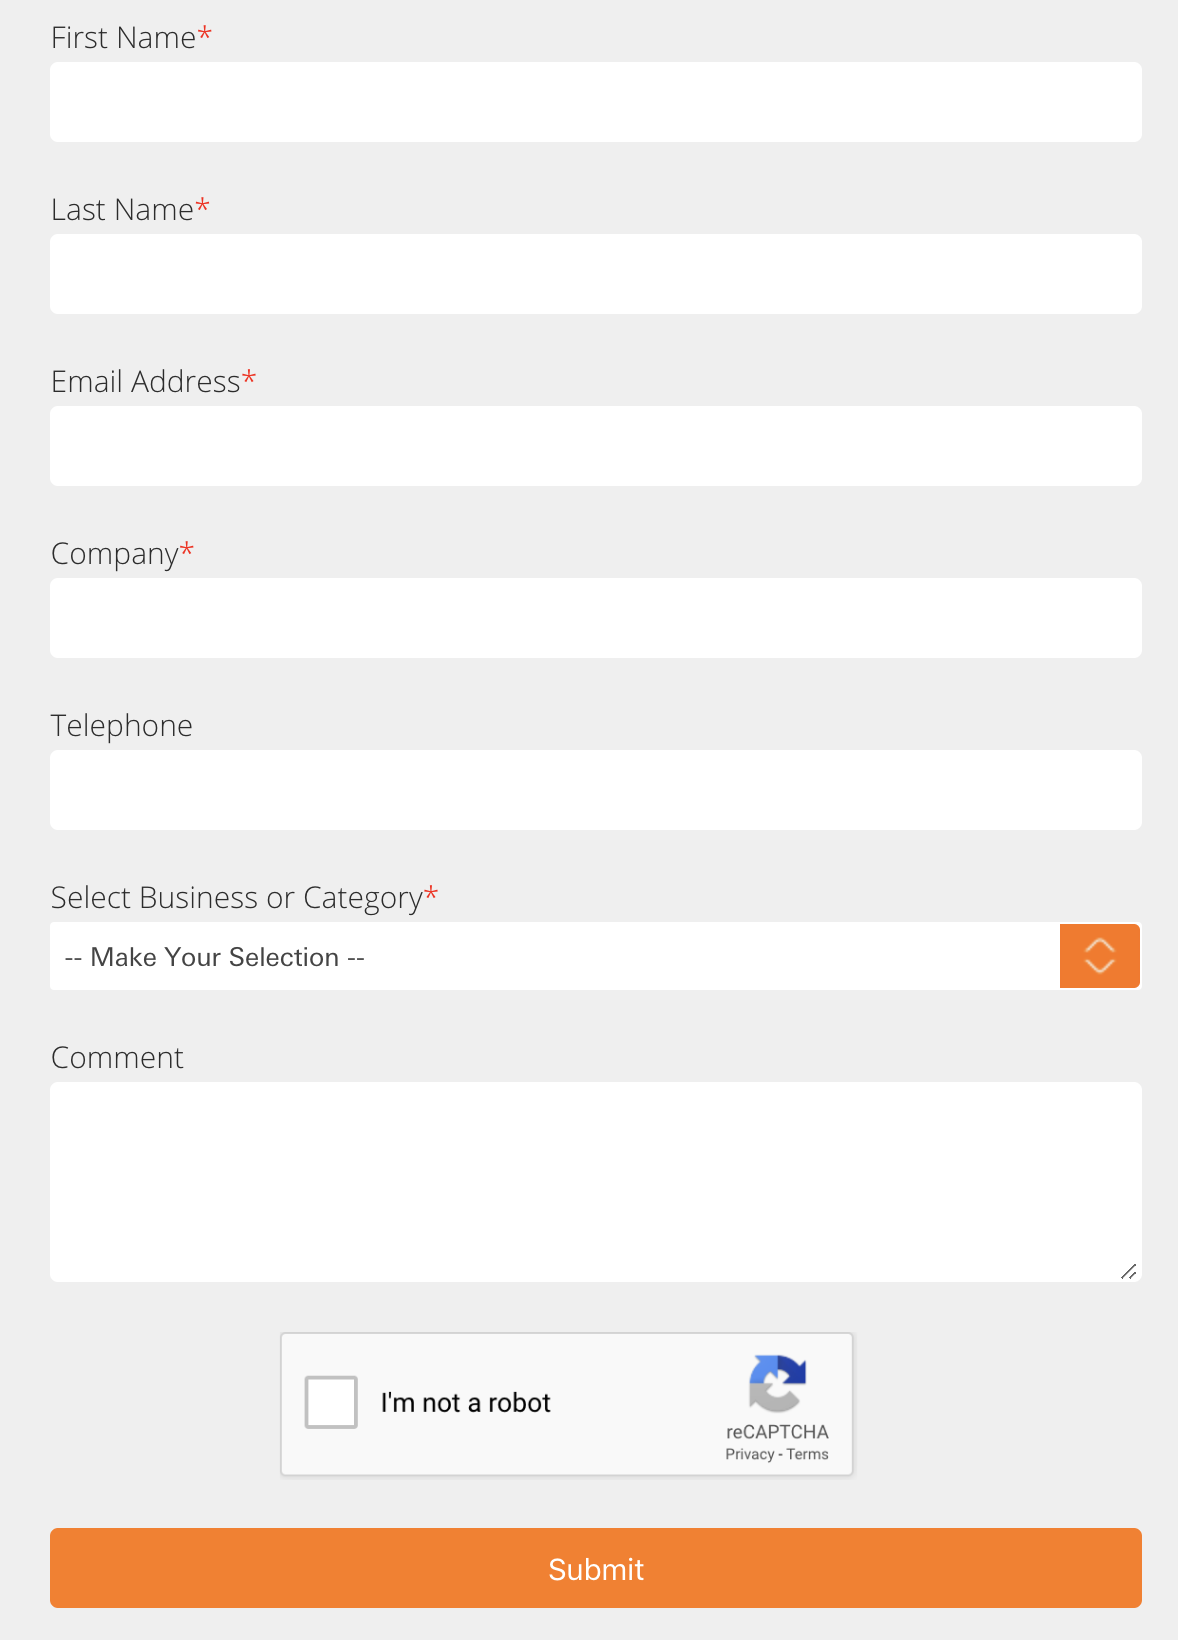 First Name*
Last Name*
Email Address*
Company*
Telephone
Select Business or Category*
-- Make Your Selection --
Comment
I'm not a robot
reCAPTCHA
Privacy - Terms
Submit